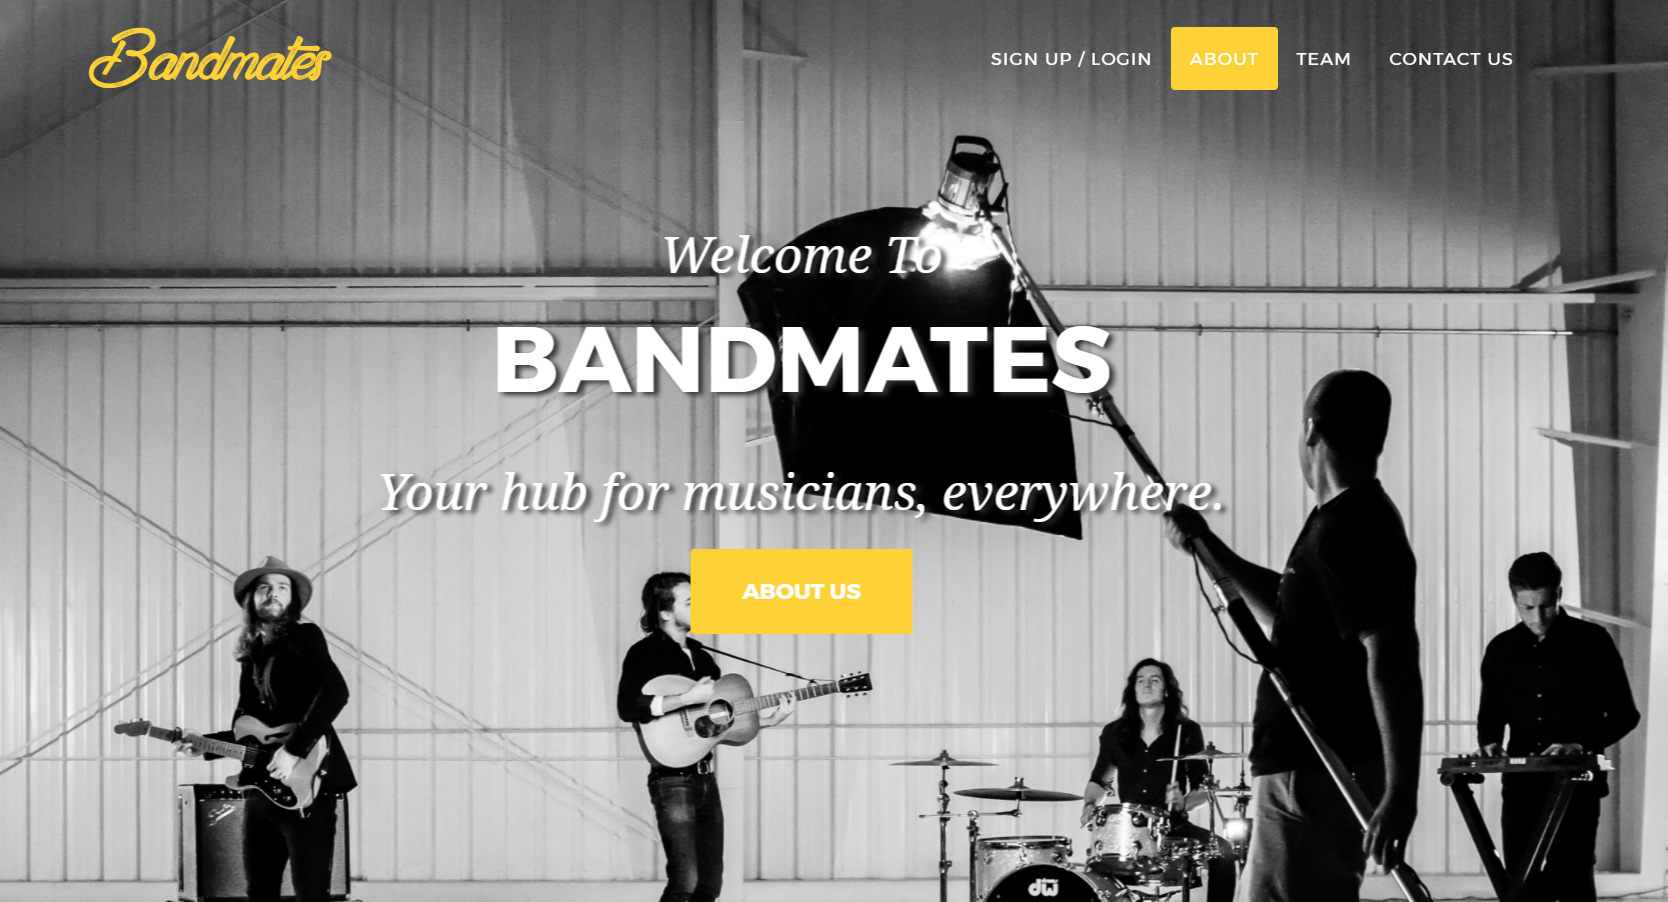 Bandmates
SIGN UP / LOGIN
ABOUT
TEAM
CONTACT US
Welcome To
BANDMATES
Your hub for musicians, everywhere.
ABOUT US
KORG
dw